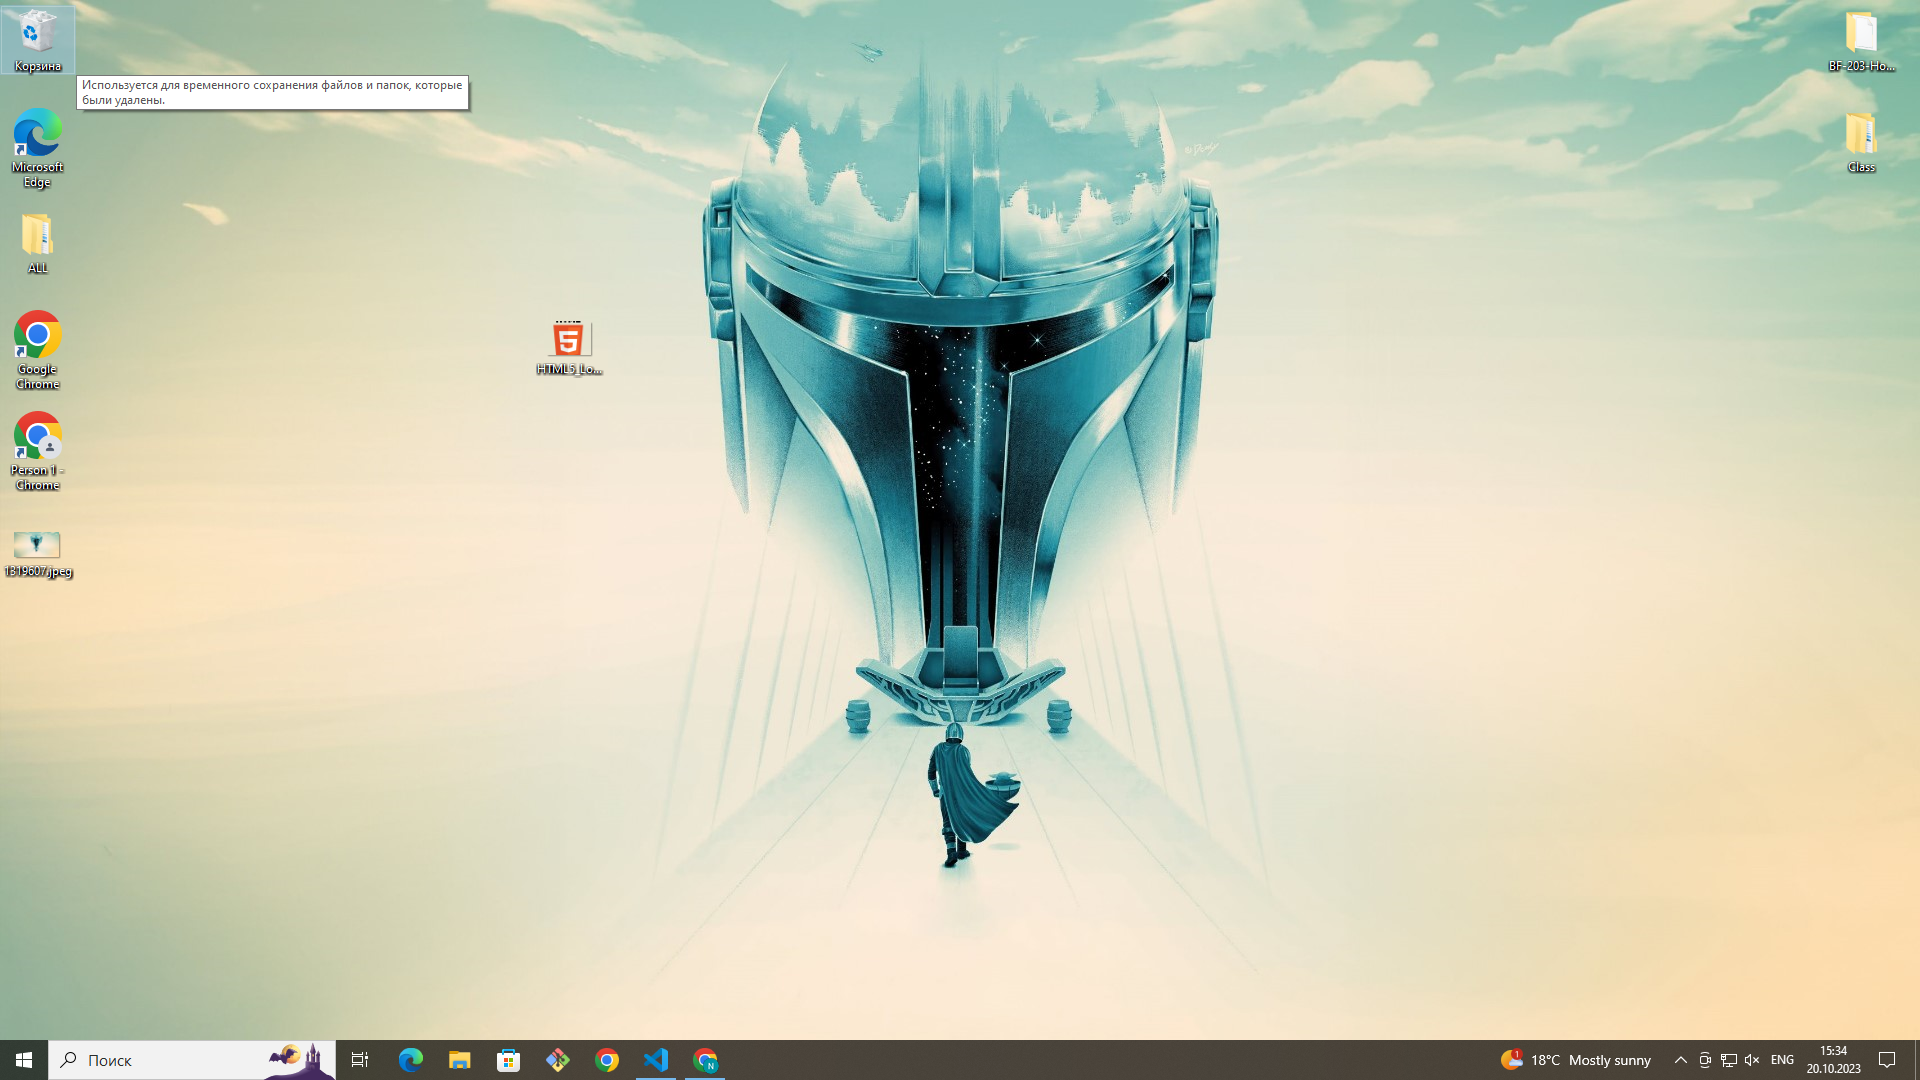 Корзина
Используется для временного сохранения файлов и папок, которые
были удалены.
Microsoft
Edge
ALL
Google
Chrome
Person 1 -
Chrome
1319607.jpeg
HTML5_Lo...
BF-203-Ho...
Class
Поиск
18°C Mostly sunny
ENG
15:34
20.10.2023